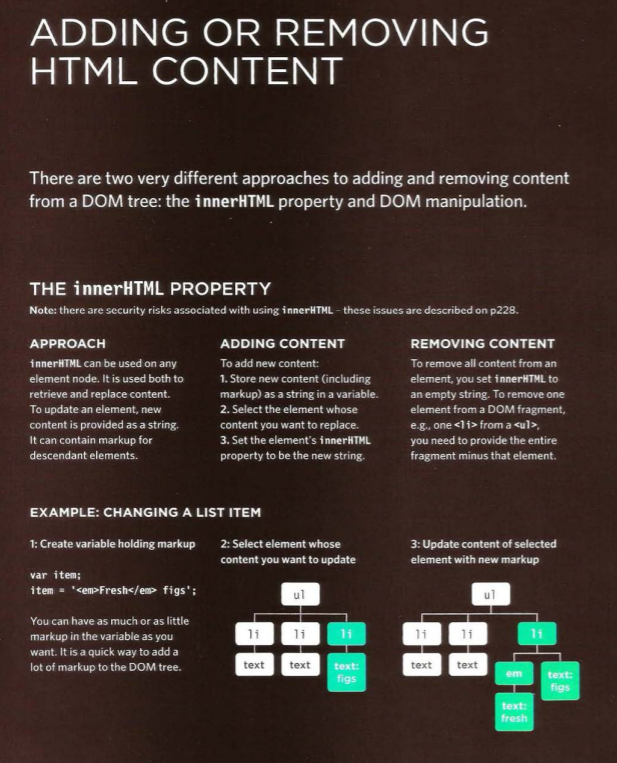 ADDING OR REMOVING
HTML CONTENT
There are two very different approaches to adding and removing content
from a DOM tree: the innerHTML property and DOM manipulation.
THE innerHTML PROPERTY
Note: there are security risks associated with using innerHTML - these issues are described on p228.
APPROACH
innerHTML can be used on any
element node. It is used both to
retrieve and replace content.
To update an element, new
content is provided as a string.
It can contain markup for
descendant elements.
ADDING CONTENT
To add new content:
1. Store new content (including
markup) as a string in a variable.
2. Select the element whose
content you want to replace.
3. Set the element's innerHTML
property to be the new string.
REMOVING CONTENT
To remove all content from an
element, you set innerHTML to
an empty string. To remove one
element from a DOM fragment,
e.g., one <li> from a <ul>,
you need to provide the entire
fragment minus that element.
EXAMPLE: CHANGING A LIST ITEM
1: Create variable holding markup
var item;
item = '<em>Fresh</em> figs';
You can have as much or as little
markup in the variable as you
want. It is a quick way to add a
lot of markup to the DOM tree.
2: Select element whose
content you want to update
ul
li li li
text text text:
figs
3: Update content of selected
element with new markup
ul
li li li
text text em text:
figs
text:
fresh